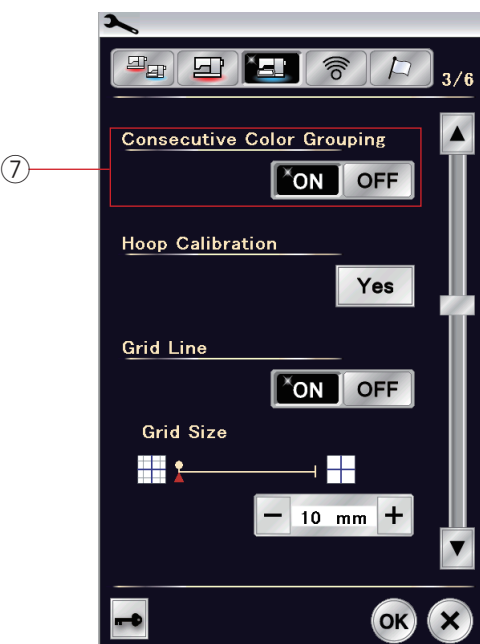 3/6
⑦
Consecutive Color Grouping
ON OFF
Hoop Calibration
Yes
Grid Line
ON OFF
Grid Size
− 10 mm +
OK ×